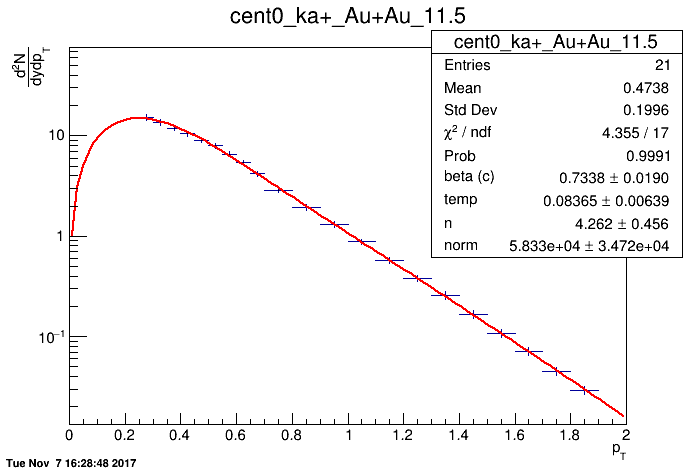 cent0_ka+_Au+Au_11.5
d²N
dydp_T
cent0_ka+_Au+Au_11.5
Entries 21
Mean 0.4738
Std Dev 0.1996
χ² / ndf 4.355 / 17
Prob 0.9991
beta (c) 0.7338 ± 0.0190
temp 0.08365 ± 0.00639
n 4.262 ± 0.456
norm 5.833e+04 ± 3.472e+04
10
1
10⁻¹
0 0.2 0.4 0.6 0.8 1 1.2 1.4 1.6 1.8 2
p_T
Tue Nov 7 16:28:48 2017